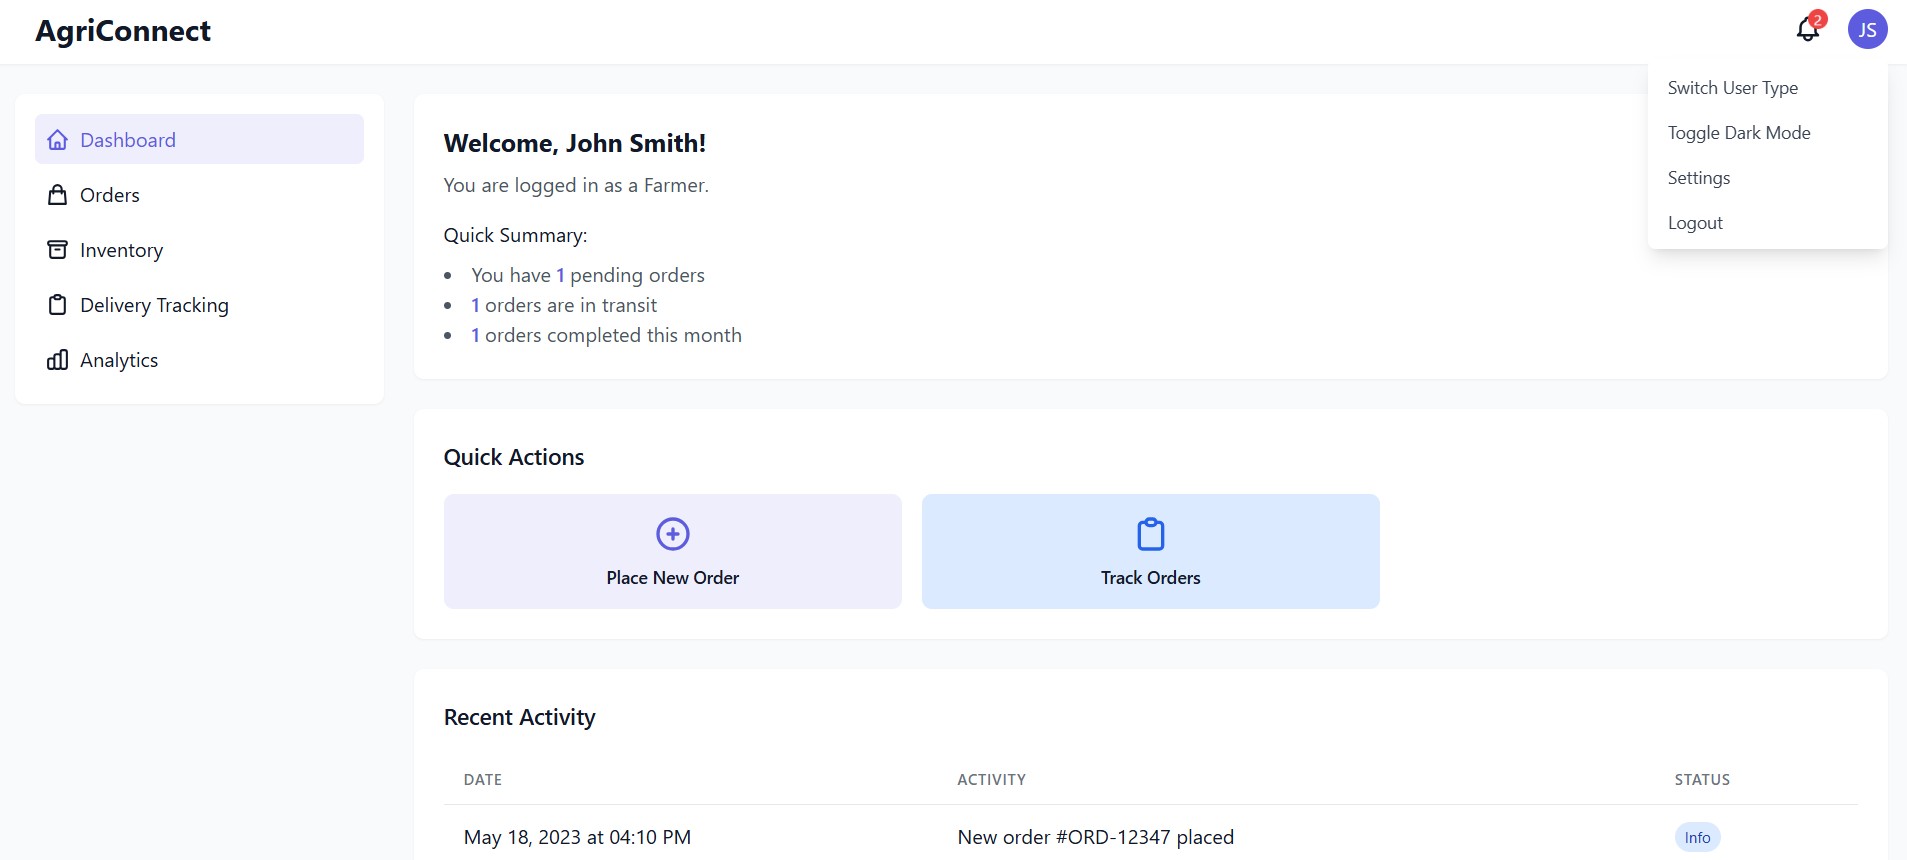 AgriConnect
2
JS
Switch User Type
Toggle Dark Mode
Settings
Logout
Dashboard
Orders
Inventory
Delivery Tracking
Analytics
Welcome, John Smith!
You are logged in as a Farmer.
Quick Summary:
You have 1 pending orders
1 orders are in transit
1 orders completed this month
Quick Actions
Place New Order
Track Orders
Recent Activity
DATE ACTIVITY STATUS
May 18, 2023 at 04:10 PM New order #ORD-12347 placed Info